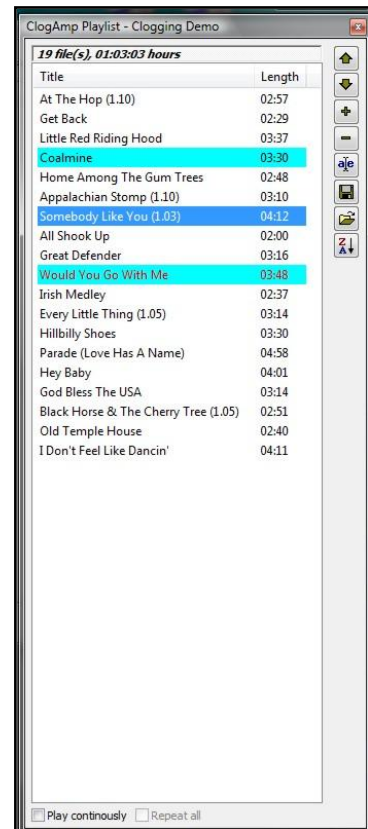 ClogAmp Playlist - Clogging Demo
19 file(s), 01:03:03 hours
Title Length
At The Hop (1.10) 02:57
Get Back 02:29
Little Red Riding Hood 03:37
Coalmine 03:30
Home Among The Gum Trees 02:48
Appalachian Stomp (1.10) 03:10
Somebody Like You (1.03) 04:12
All Shook Up 02:00
Great Defender 03:16
Would You Go With Me 03:48
Irish Medley 02:37
Every Little Thing (1.05) 03:14
Hillbilly Shoes 03:30
Parade (Love Has A Name) 04:58
Hey Baby 04:01
God Bless The USA 03:14
Black Horse & The Cherry Tree (1.05) 02:51
Old Temple House 02:40
I Don't Feel Like Dancin' 04:11
Play continously Repeat all